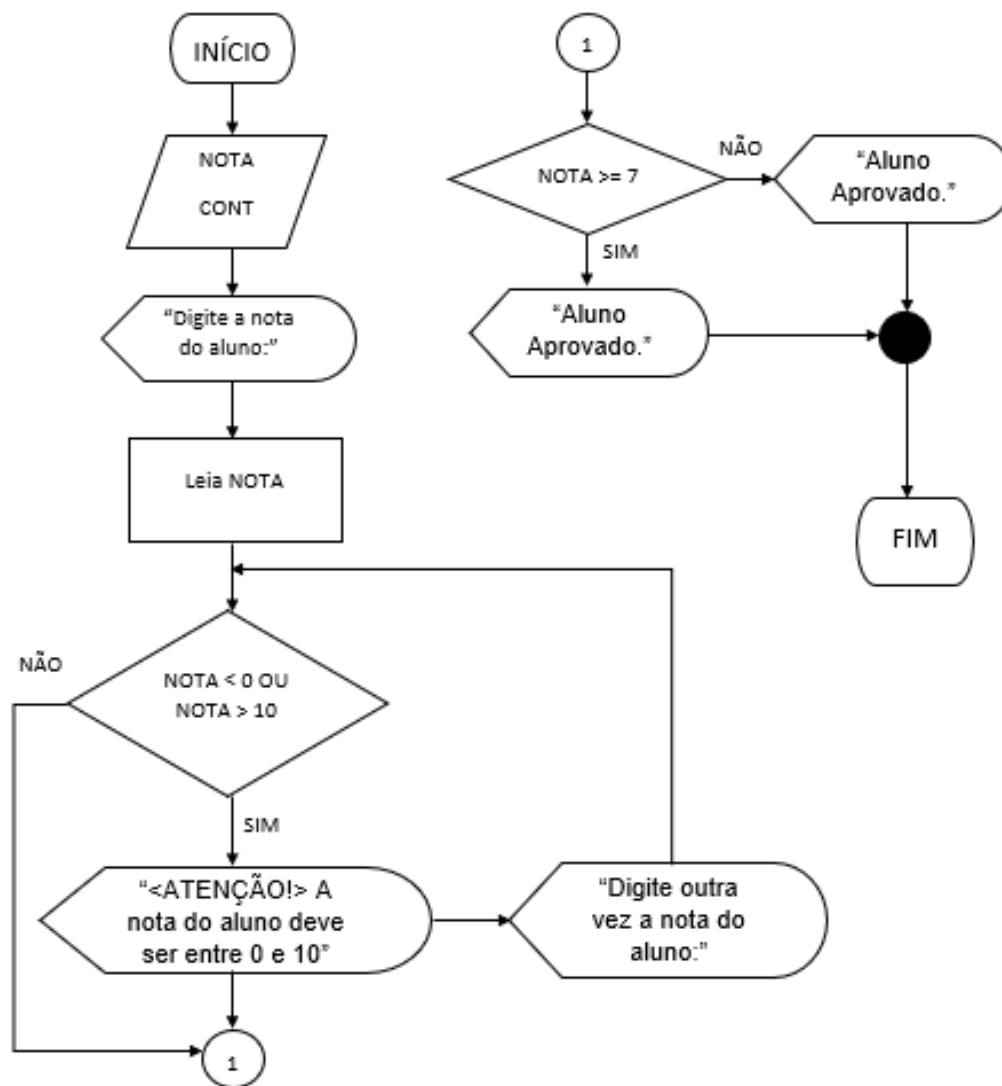 INÍCIO
NOTA
CONT
“Digite a nota
do aluno:”
Leia NOTA
NOTA < 0 OU
NOTA > 10
NÃO
SIM
“<ATENÇÃO!> A
nota do aluno deve
ser entre 0 e 10”
“Digite outra
vez a nota do
aluno:”
1
1
NOTA >= 7
NÃO
“Aluno
Aprovado.”
SIM
“Aluno
Aprovado.”
FIM